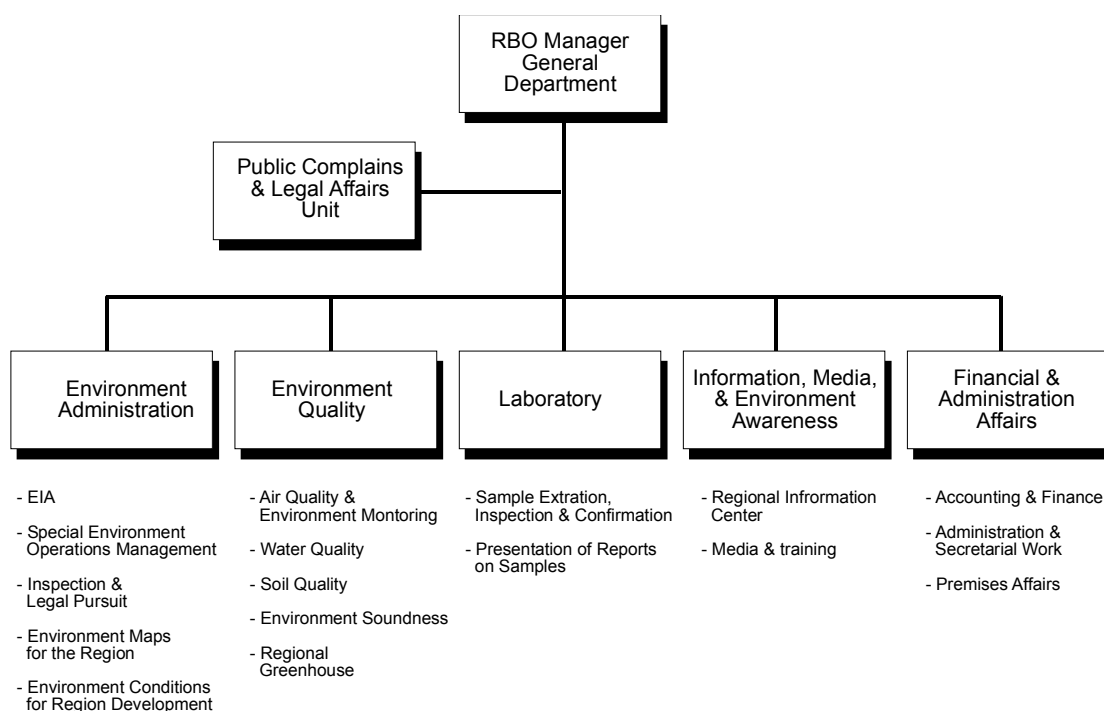 RBO Manager
General
Department
Public Complains
& Legal Affairs
Unit
Environment
Administration
Environment
Quality
Laboratory
Information, Media,
& Environment
Awareness
Financial &
Administration
Affairs
- EIA
- Special Environment
Operations Management
- Inspection &
Legal Pursuit
- Environment Maps
for the Region
- Environment Conditions
for Region Development
- Air Quality &
Environment Montoring
- Water Quality
- Soil Quality
- Environment Soundness
- Regional
Greenhouse
- Sample Extration,
Inspection & Confirmation
- Presentation of Reports
on Samples
- Regional Infrormation
Center
- Media & training
- Accounting & Finance
- Administration &
Secretarial Work
- Premises Affairs